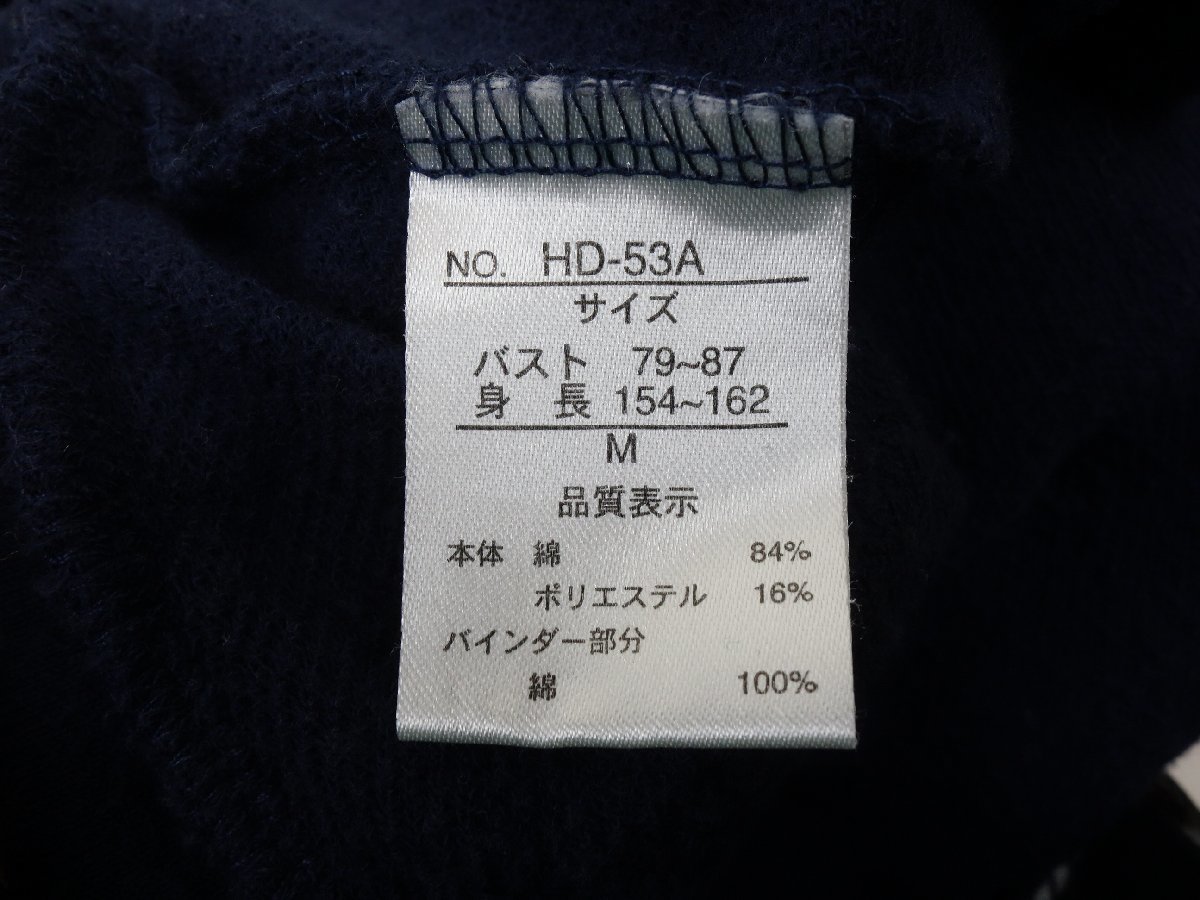 NO. HD-53A
サイズ
バスト 79~87
身 長 154~162
M
品質表示
本体 綿 84%
ポリエステル 16%
バインダー部分
綿 100%